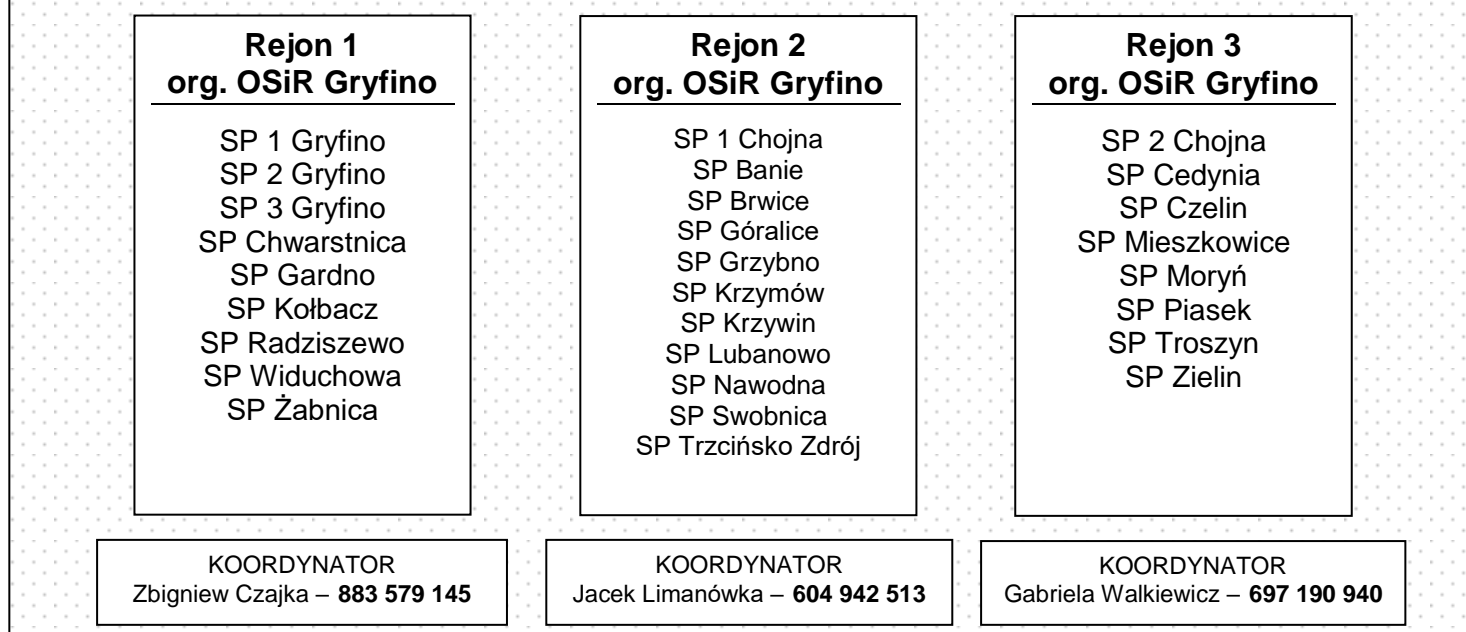 Rejon 1
org. OSiR Gryfino
SP 1 Gryfino
SP 2 Gryfino
SP 3 Gryfino
SP Chwarstnica
SP Gardno
SP Kołbacz
SP Radziszewo
SP Widuchowa
SP Żabnica
KOORDYNATOR
Zbigniew Czajka – 883 579 145
Rejon 2
org. OSiR Gryfino
SP 1 Chojna
SP Banie
SP Brwice
SP Góralice
SP Grzybno
SP Krzymów
SP Krzywin
SP Lubanowo
SP Nawodna
SP Swobnica
SP Trzcińsko Zdrój
KOORDYNATOR
Jacek Limanówka – 604 942 513
Rejon 3
org. OSiR Gryfino
SP 2 Chojna
SP Cedynia
SP Czelin
SP Mieszkowice
SP Moryń
SP Piasek
SP Troszyn
SP Zielin
KOORDYNATOR
Gabriela Walkiewicz – 697 190 940